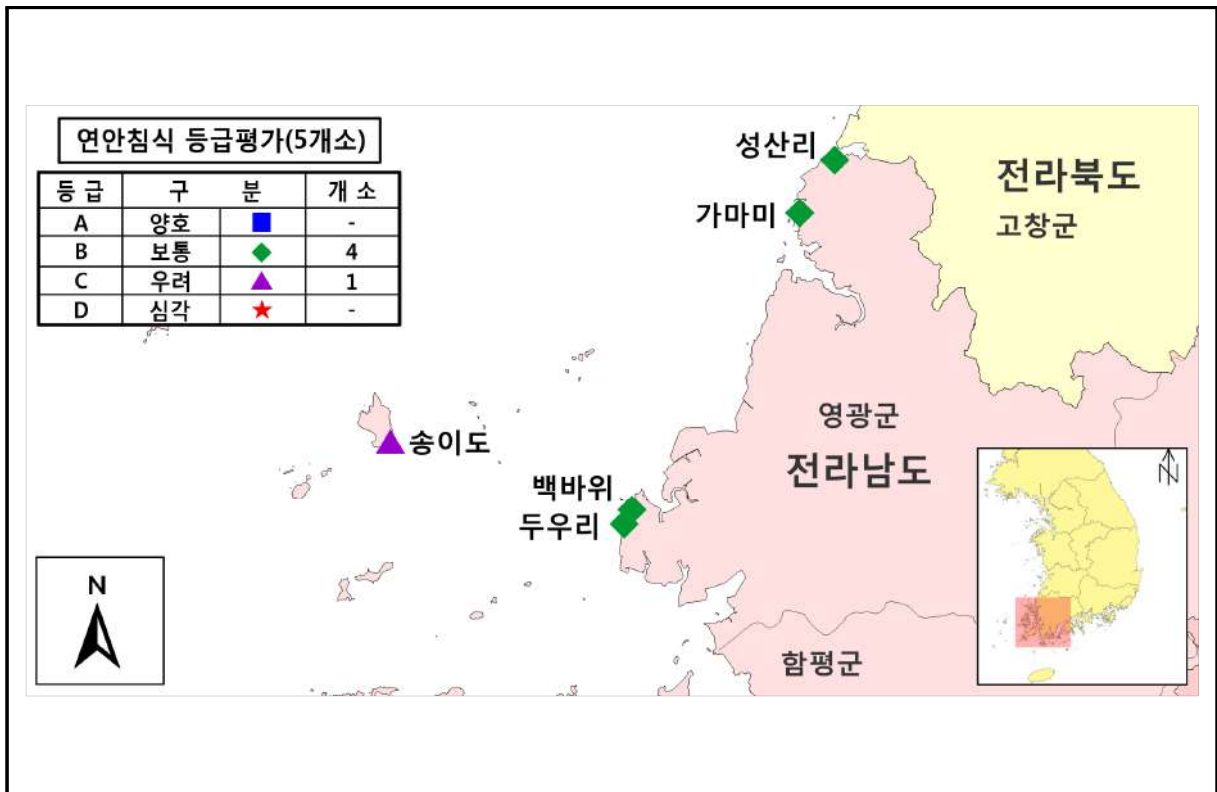 연안침식 등급평가(5개소)
등 급 구 분 개 소
A 양호 -
B 보통 4
C 우려 1
D 심각 -
성산리
가마미
전라북도
고창군
송이도
영광군
전라남도
백바위
두우리
함평군
N
N